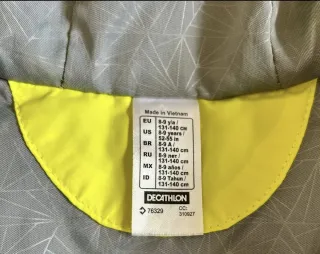 Made in Vietnam
EU 8-9 y/a /
131-140 cm
US 8-9 years /
52-55 in
BR 8-9 A /
131-140 cm
RU 8-9 лет /
131-140 cm
MX 8-9 años /
131-140 cm
ID 8-9 Tahun /
131-140 cm
DECATHLON
76329 CC:
310927